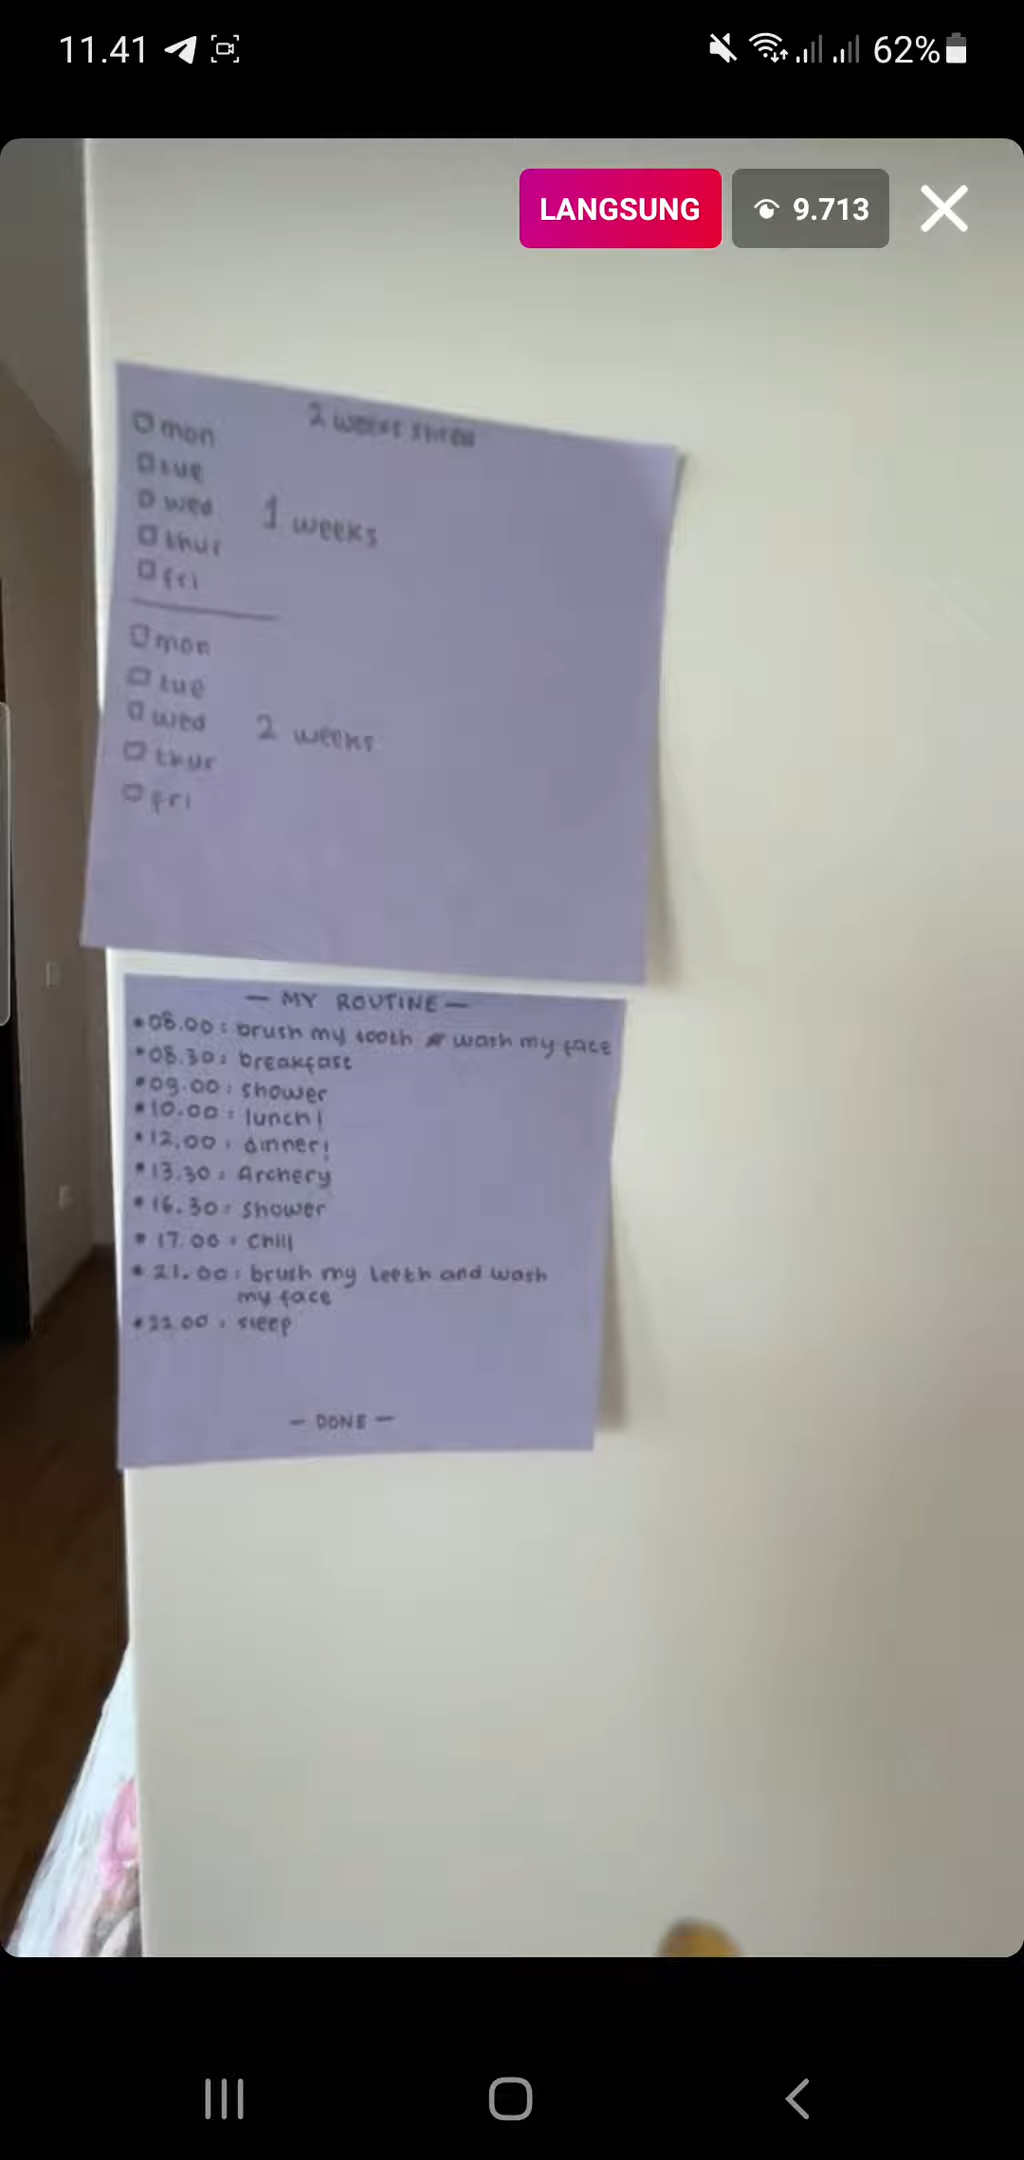 11.41
62%
LANGSUNG
9.713
2 weeks shred
mon
tue
wed
1 weeks
thur
fri
mon
tue
wed
2 weeks
thur
fri
— MY ROUTINE —
•08.00: brush my tooth wash my face
•08.30: breakfast
•09.00: shower
•10.00: lunch!
•12.00: dinner!
•13.30: Archery
•16.30: shower
• 17.00: Chill
• 21.00: brush my teeth and wash
my face
•22.00: sleep
— DONE —